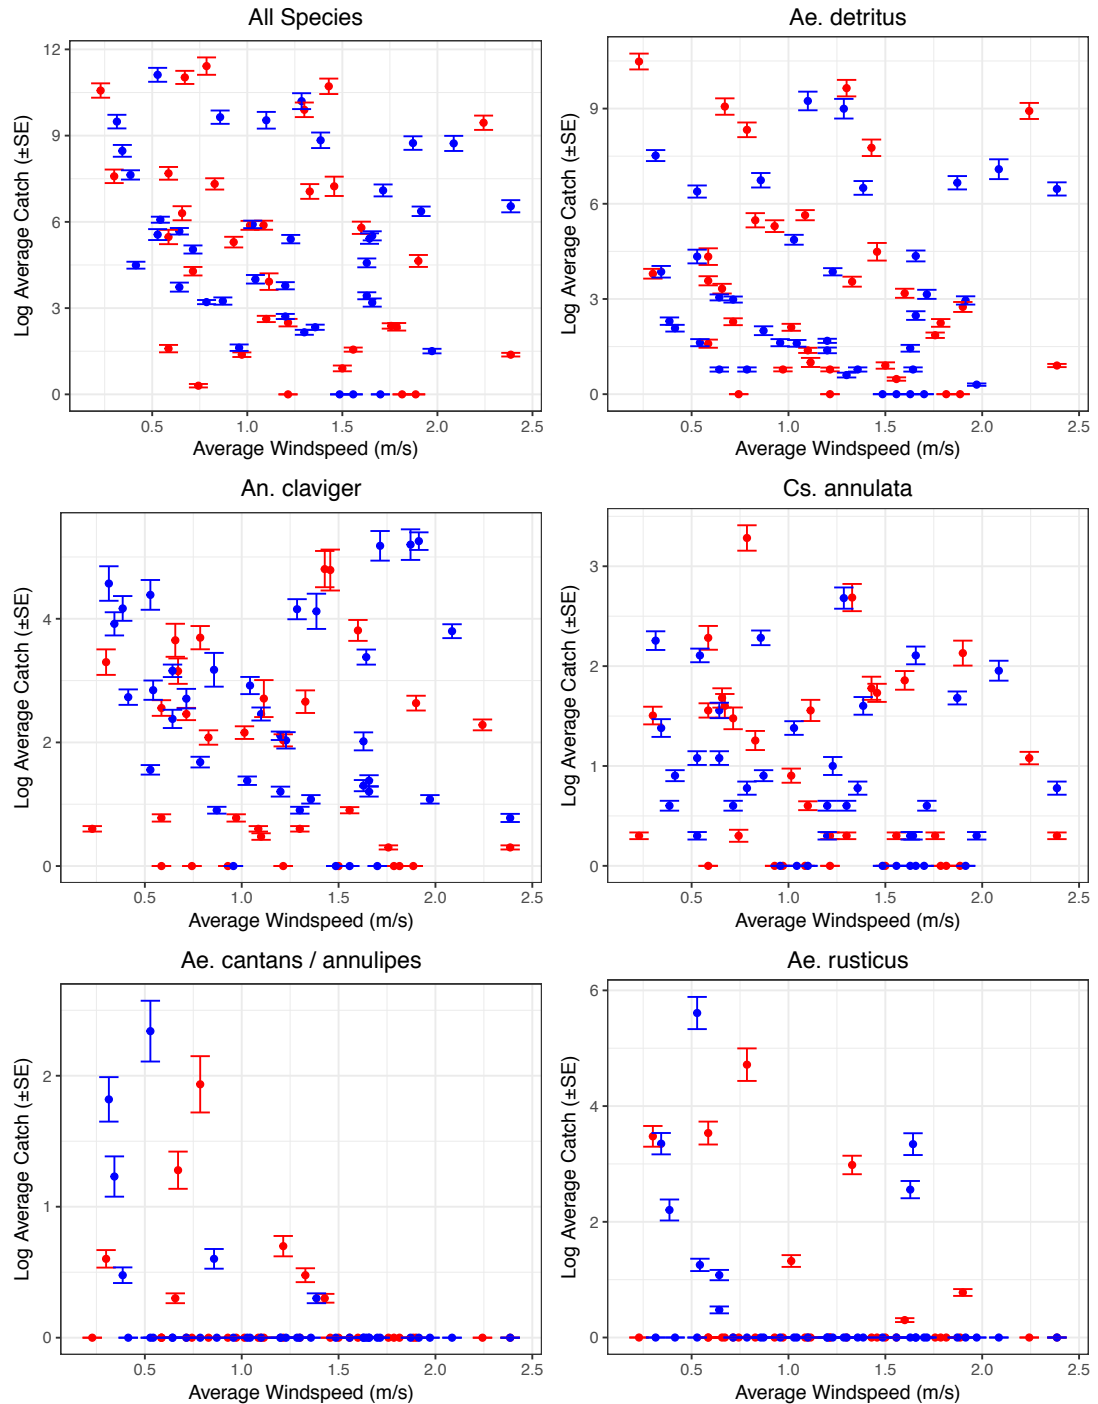 All Species
Log Average Catch (±SE)
12
9
6
3
0
0.5 1.0 1.5 2.0 2.5
Average Windspeed (m/s)
Ae. detritus
Log Average Catch (±SE)
9
6
3
0
0.5 1.0 1.5 2.0 2.5
Average Windspeed (m/s)
An. claviger
Log Average Catch (±SE)
4
2
0
0.5 1.0 1.5 2.0 2.5
Average Windspeed (m/s)
Cs. annulata
Log Average Catch (±SE)
3
2
1
0
0.5 1.0 1.5 2.0 2.5
Average Windspeed (m/s)
Ae. cantans / annulipes
Log Average Catch (±SE)
2
1
0
0.5 1.0 1.5 2.0 2.5
Average Windspeed (m/s)
Ae. rusticus
Log Average Catch (±SE)
6
4
2
0
0.5 1.0 1.5 2.0 2.5
Average Windspeed (m/s)